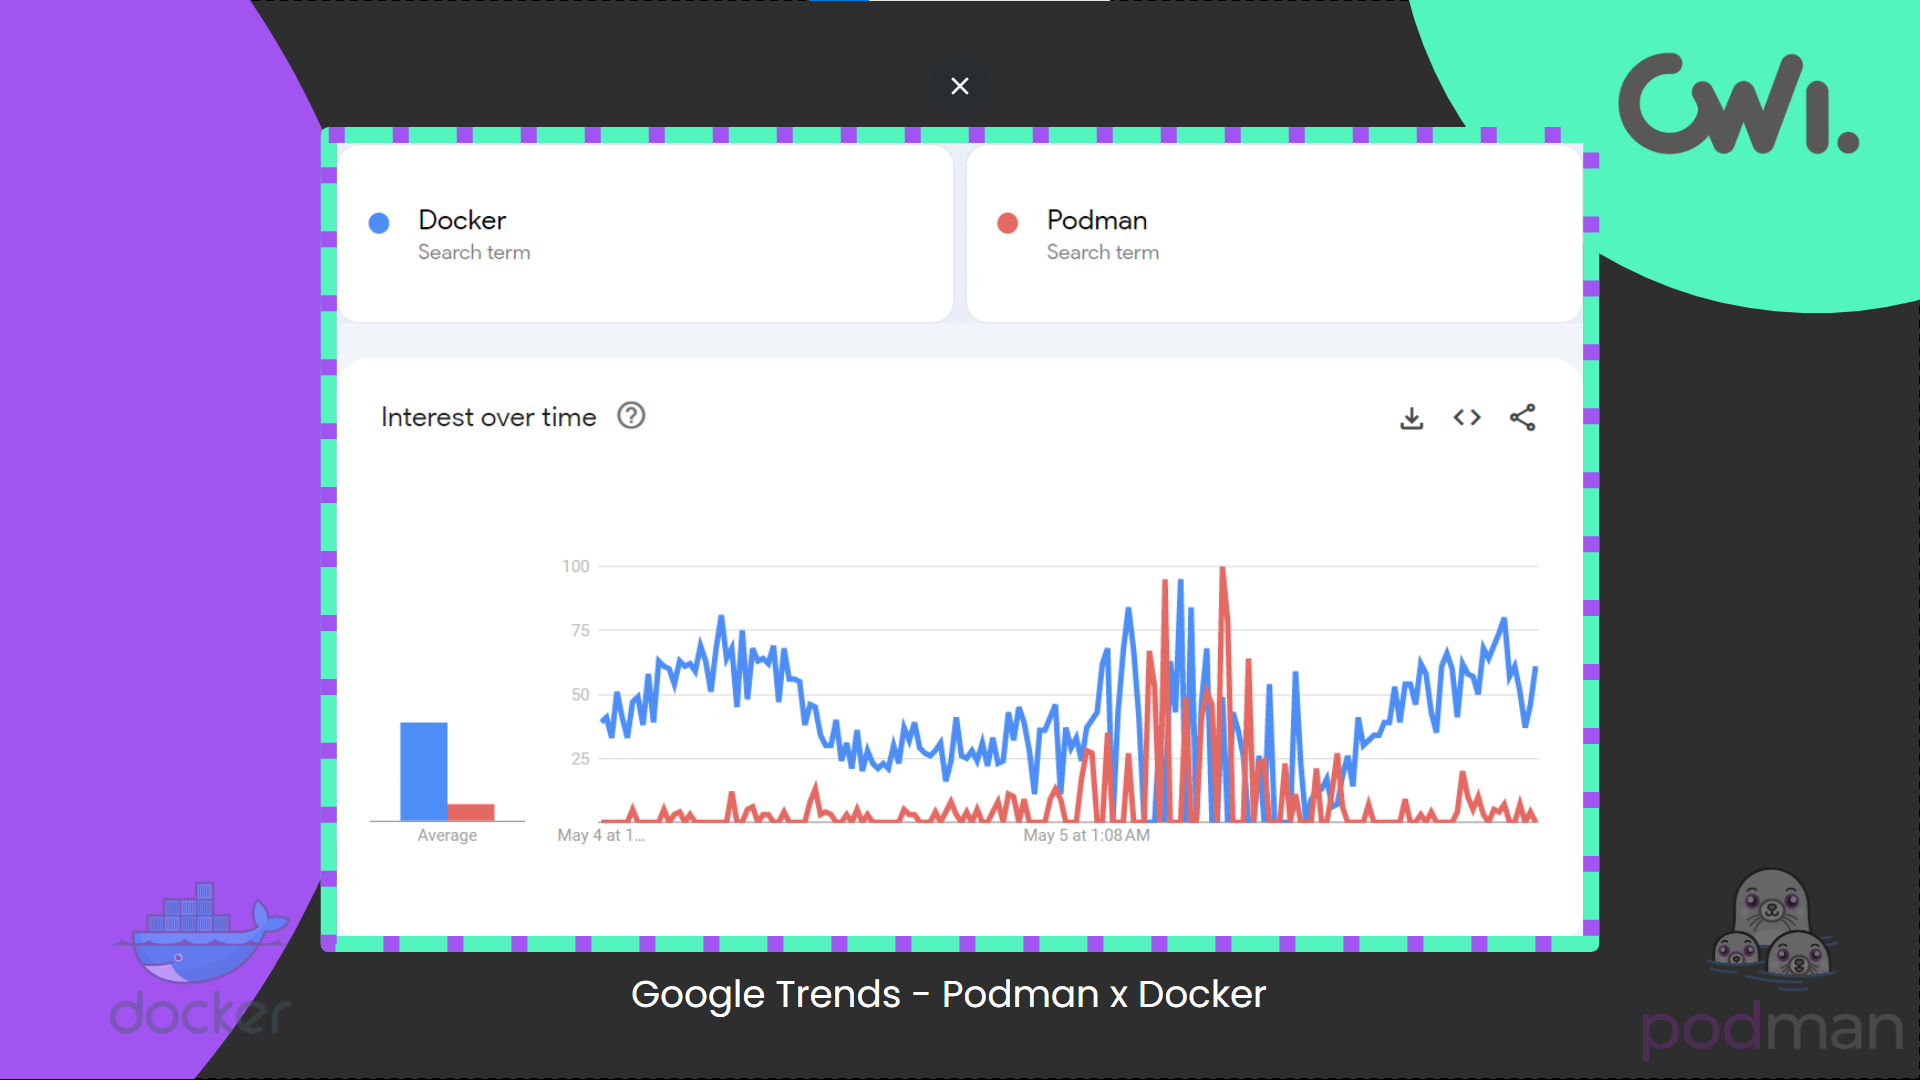 CWI.
Docker
Search term
Podman
Search term
Interest over time
100
75
50
25
Average
May 4 at 1...
May 5 at 1:08 AM
docker
podman
Google Trends - Podman x Docker